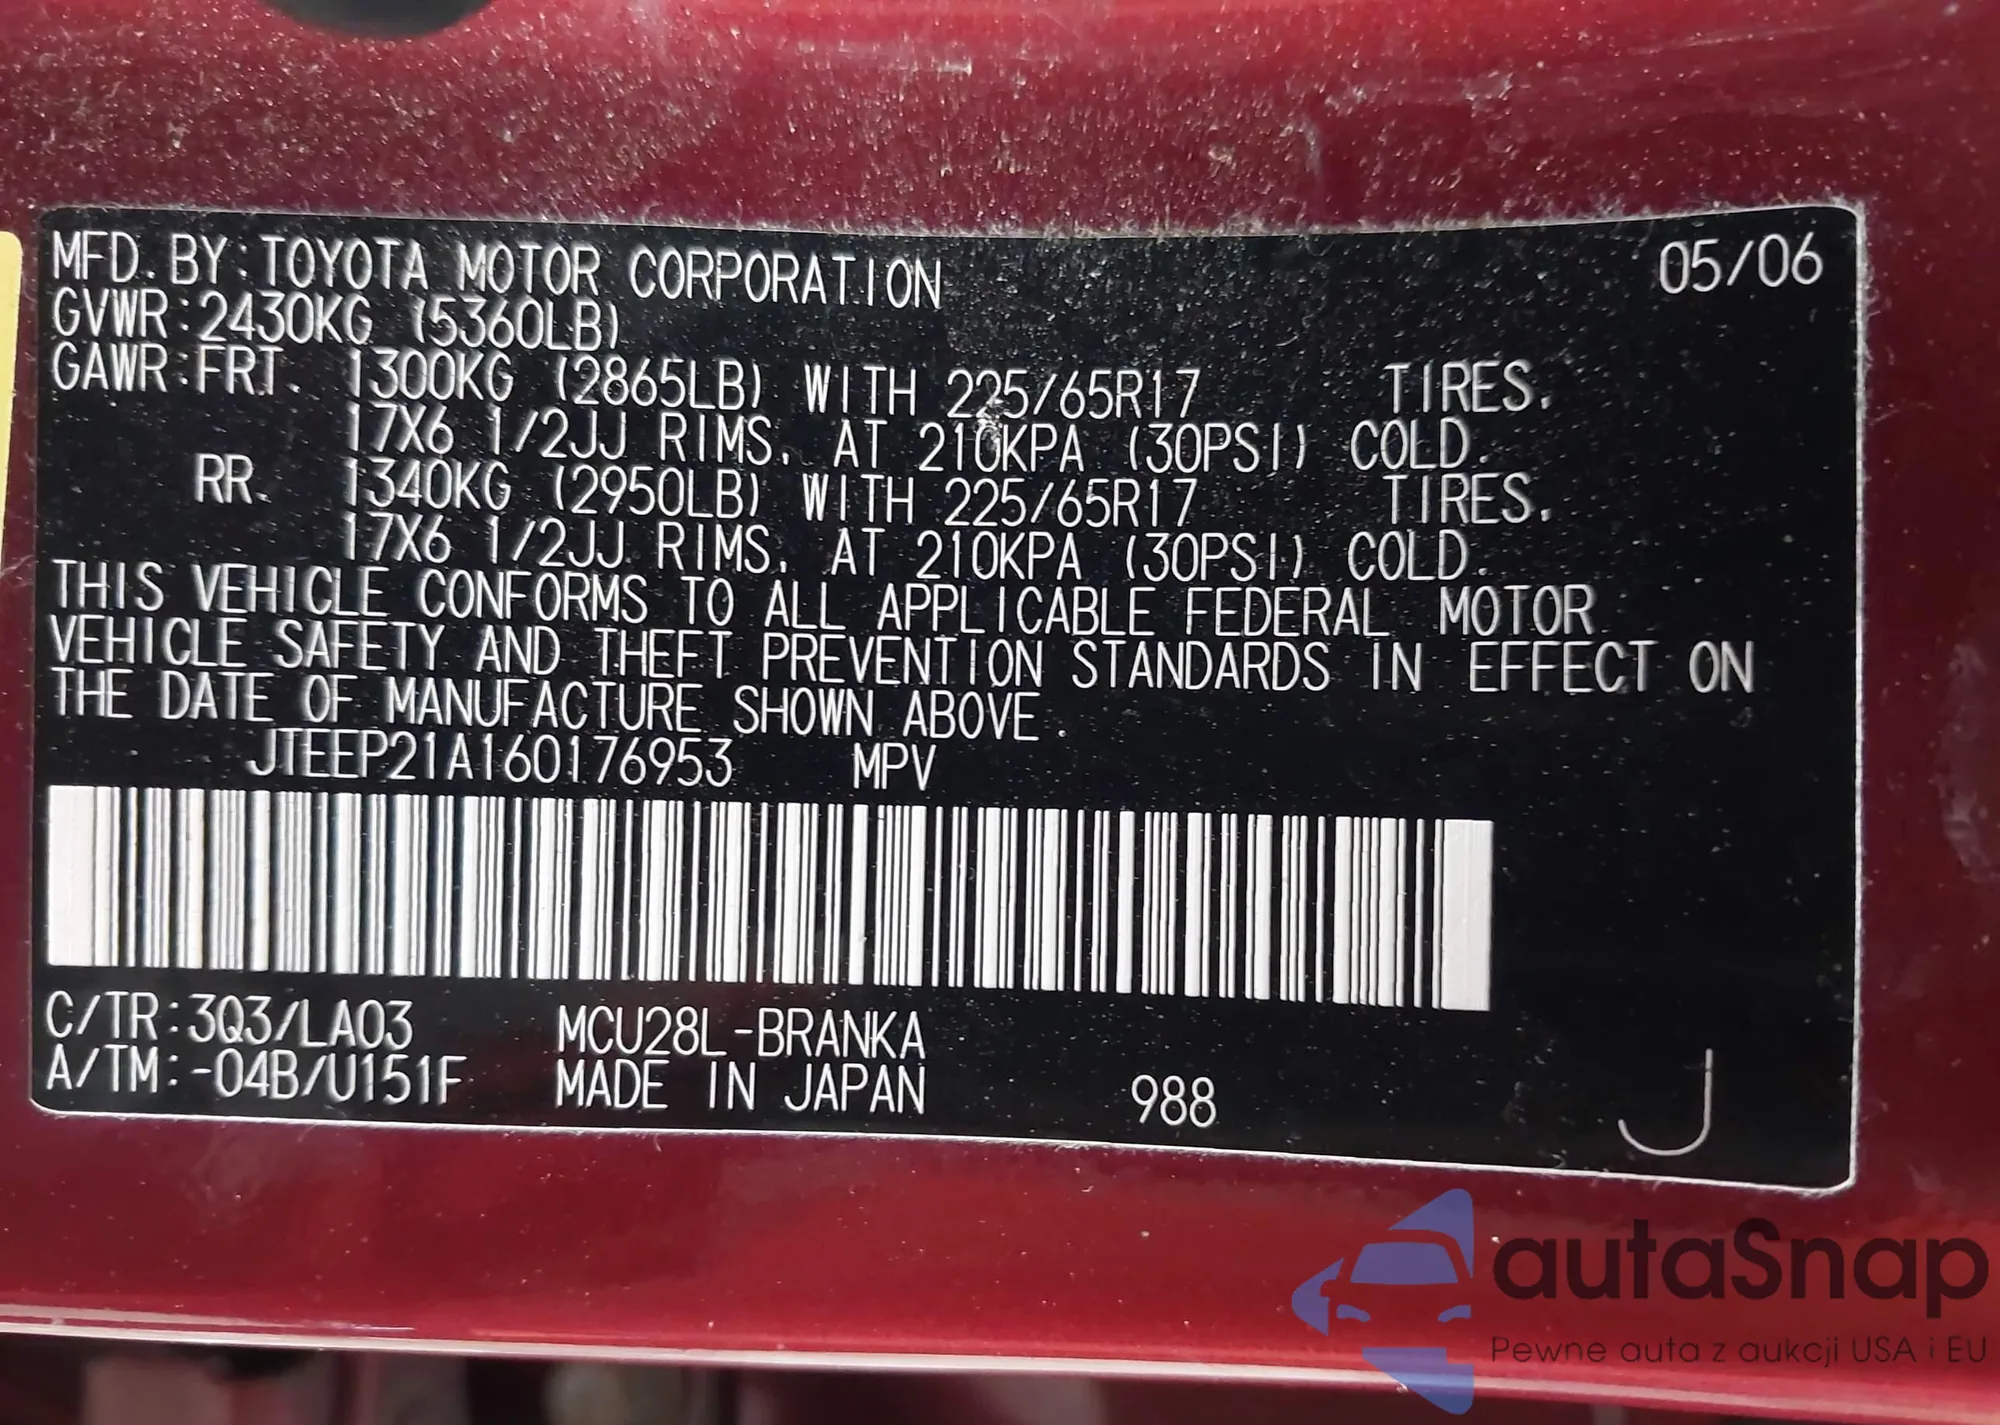 MFD. BY: TOYOTA MOTOR CORPORATION 05/06
GVWR: 2430KG (5360LB)
GAWR: FRT. 1300KG (2865LB) WITH 225/65R17 TIRES.
17X6 1/2JJ RIMS, AT 210KPA (30PSI) COLD.
RR. 1340KG (2950LB) WITH 225/65R17 TIRES.
17X6 1/2JJ RIMS, AT 210KPA (30PSI) COLD.
THIS VEHICLE CONFORMS TO ALL APPLICABLE FEDERAL MOTOR
VEHICLE SAFETY AND THEFT PREVENTION STANDARDS IN EFFECT ON
THE DATE OF MANUFACTURE SHOWN ABOVE.
JTEEP21A160176953 MPV
C/TR: 3Q3/LA03 MCU28L-BRANKA
A/TM: -04B/U151F MADE IN JAPAN 988 J
autaSnap
Pewne auta z aukcji USA i EU